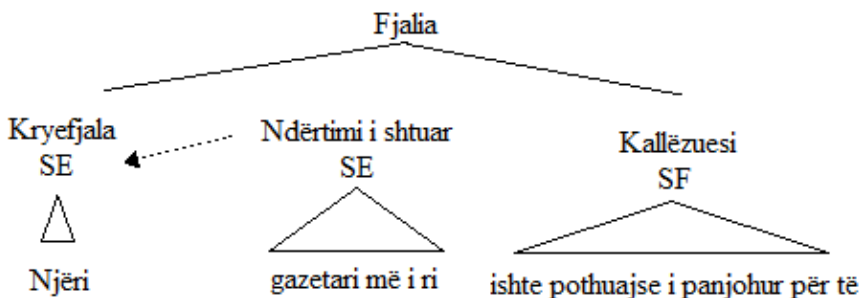 Fjalia
Kryefjala
SE
Ndërtimi i shtuar
SE
Kallëzuesi
SF
Njëri
gazetari më i ri
ishte pothuajse i panjohur për të